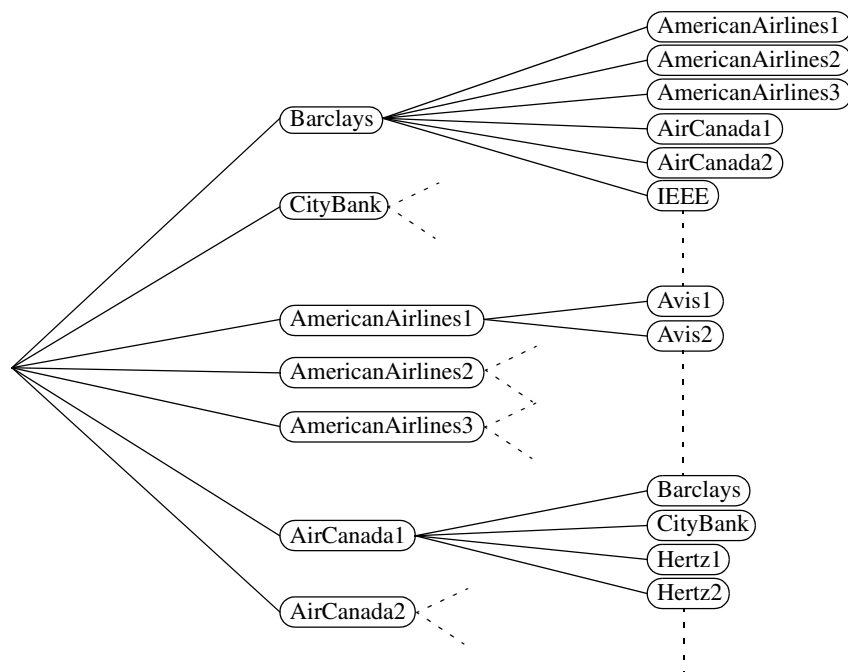 AmericanAirlines1
AmericanAirlines2
AmericanAirlines3
Barclays
AirCanada1
AirCanada2
IEEE
CityBank
Avis1
AmericanAirlines1
Avis2
AmericanAirlines2
AmericanAirlines3
Barclays
CityBank
AirCanada1
Hertz1
Hertz2
AirCanada2